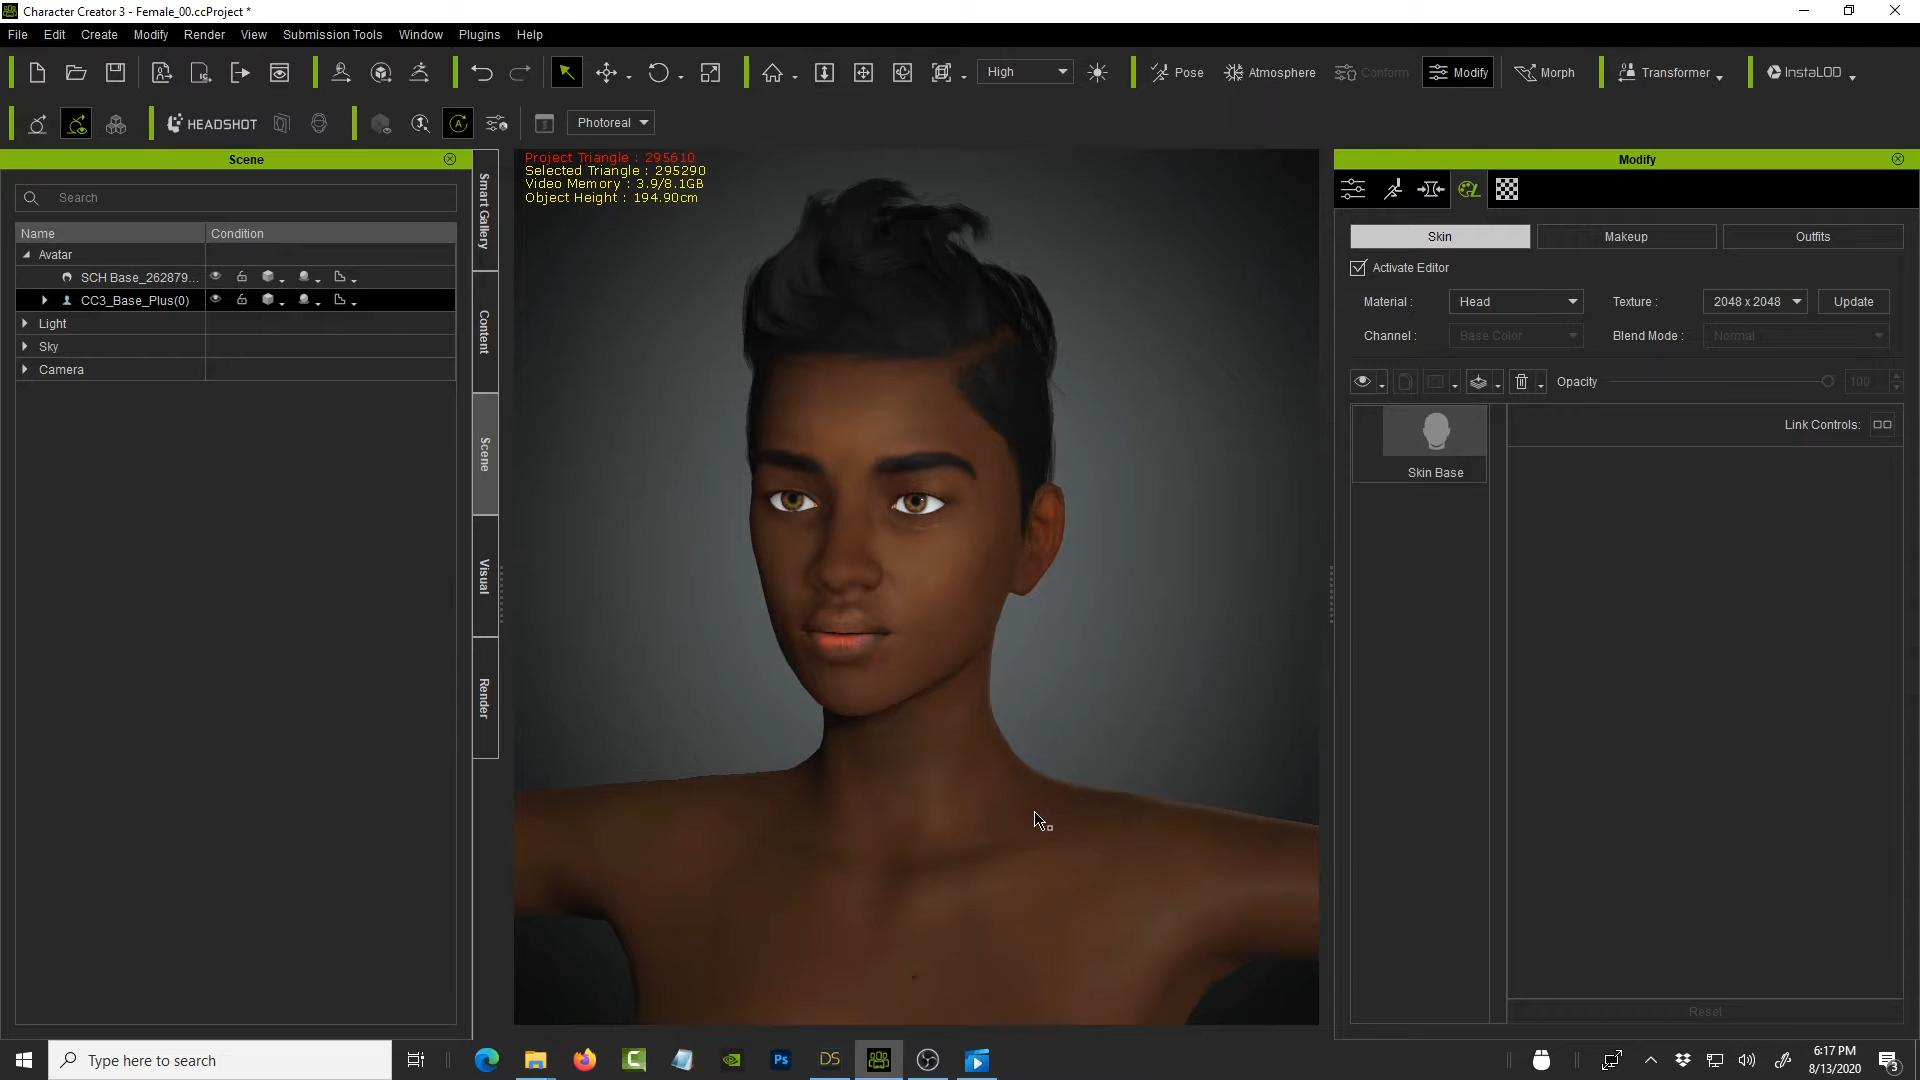 Character Creator 3 - Female_00.ccProject *
File Edit Create Modify Render View Submission Tools Window Plugins Help
High Pose Atmosphere Conform Modify Morph Transformer InstaLOD
HEADSHOT Photoreal
Scene
Search
Name Condition
Avatar
SCH Base_262879...
CC3_Base_Plus(0)
Light
Sky
Camera
Smart Gallery
Content
Scene
Visual
Render
Project Triangle : 295610
Selected Triangle : 295290
Video Memory : 3.9/8.1GB
Object Height : 194.90cm
Modify
Skin Makeup Outfits
Activate Editor
Material : Head Texture : 2048 x 2048 Update
Channel : Base Color Blend Mode : Normal
Opacity 100
Skin Base
Link Controls:
Reset
Type here to search
Ps
DS
6:17 PM
8/13/2020
3